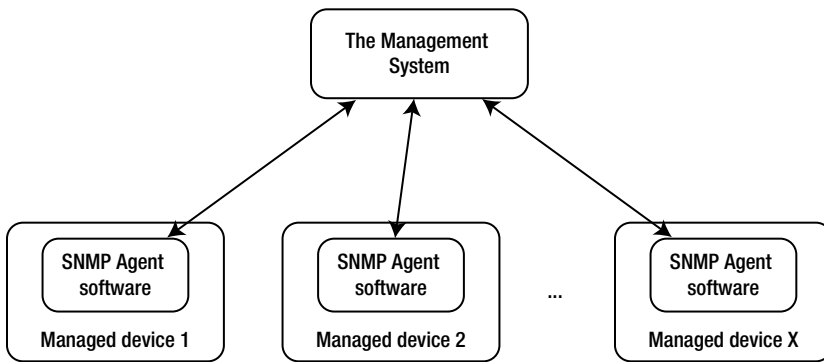 The Management
System
SNMP Agent
software
Managed device 1
SNMP Agent
software
Managed device 2
...
SNMP Agent
software
Managed device X